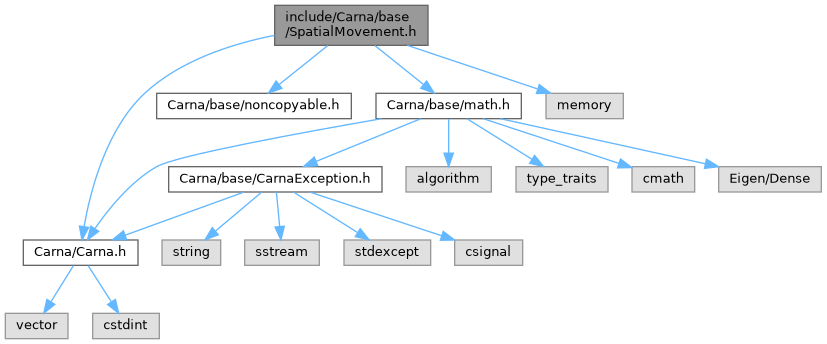 include/Carna/base
/SpatialMovement.h
Carna/base/noncopyable.h
Carna/base/math.h
memory
Carna/base/CarnaException.h
algorithm
type_traits
cmath
Eigen/Dense
Carna/Carna.h
string
sstream
stdexcept
csignal
vector
cstdint